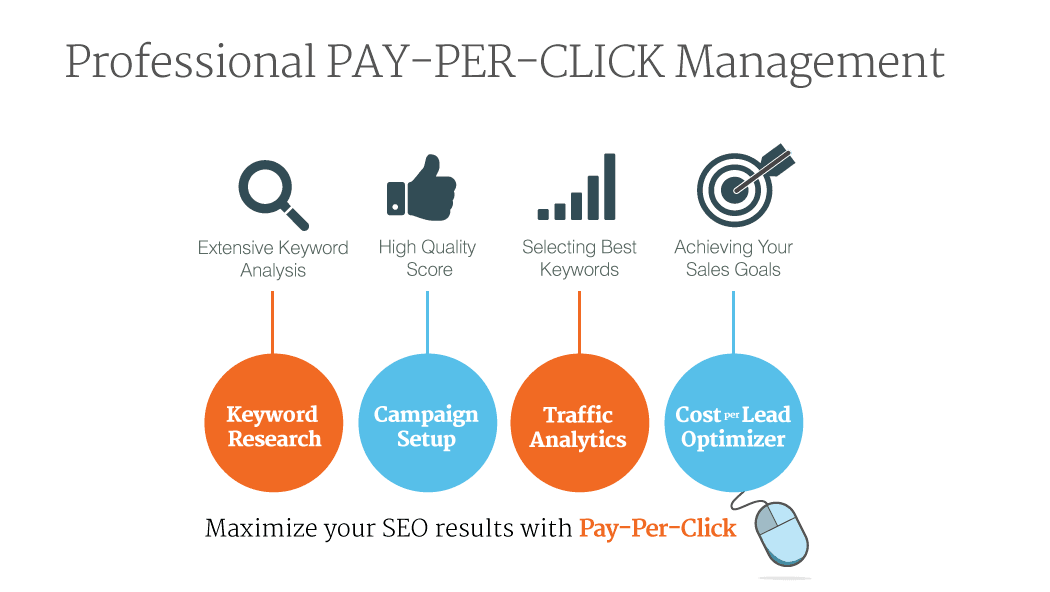 Professional PAY-PER-CLICK Management
Extensive Keyword
Analysis
High Quality
Score
Selecting Best
Keywords
Achieving Your
Sales Goals
Keyword
Research
Campaign
Setup
Traffic
Analytics
Cost per Lead
Optimizer
Maximize your SEO results with Pay-Per-Click